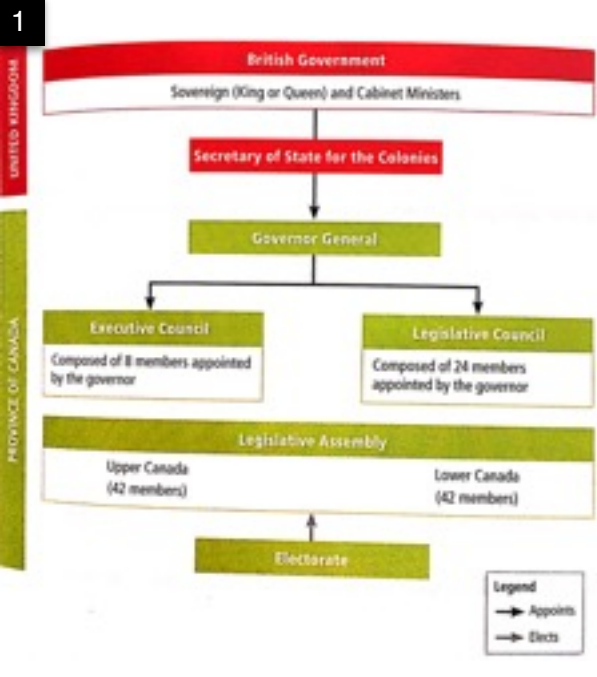 1
UNITED KINGDOM
British Government
Sovereign (King or Queen) and Cabinet Ministers
Secretary of State for the Colonies
PROVINCE OF CANADA
Governor General
Executive Council
Composed of 8 members appointed
by the governor
Legislative Council
Composed of 24 members
appointed by the governor
Legislative Assembly
Upper Canada
(42 members)
Lower Canada
(42 members)
Electorate
Legend
Appoints
Elects